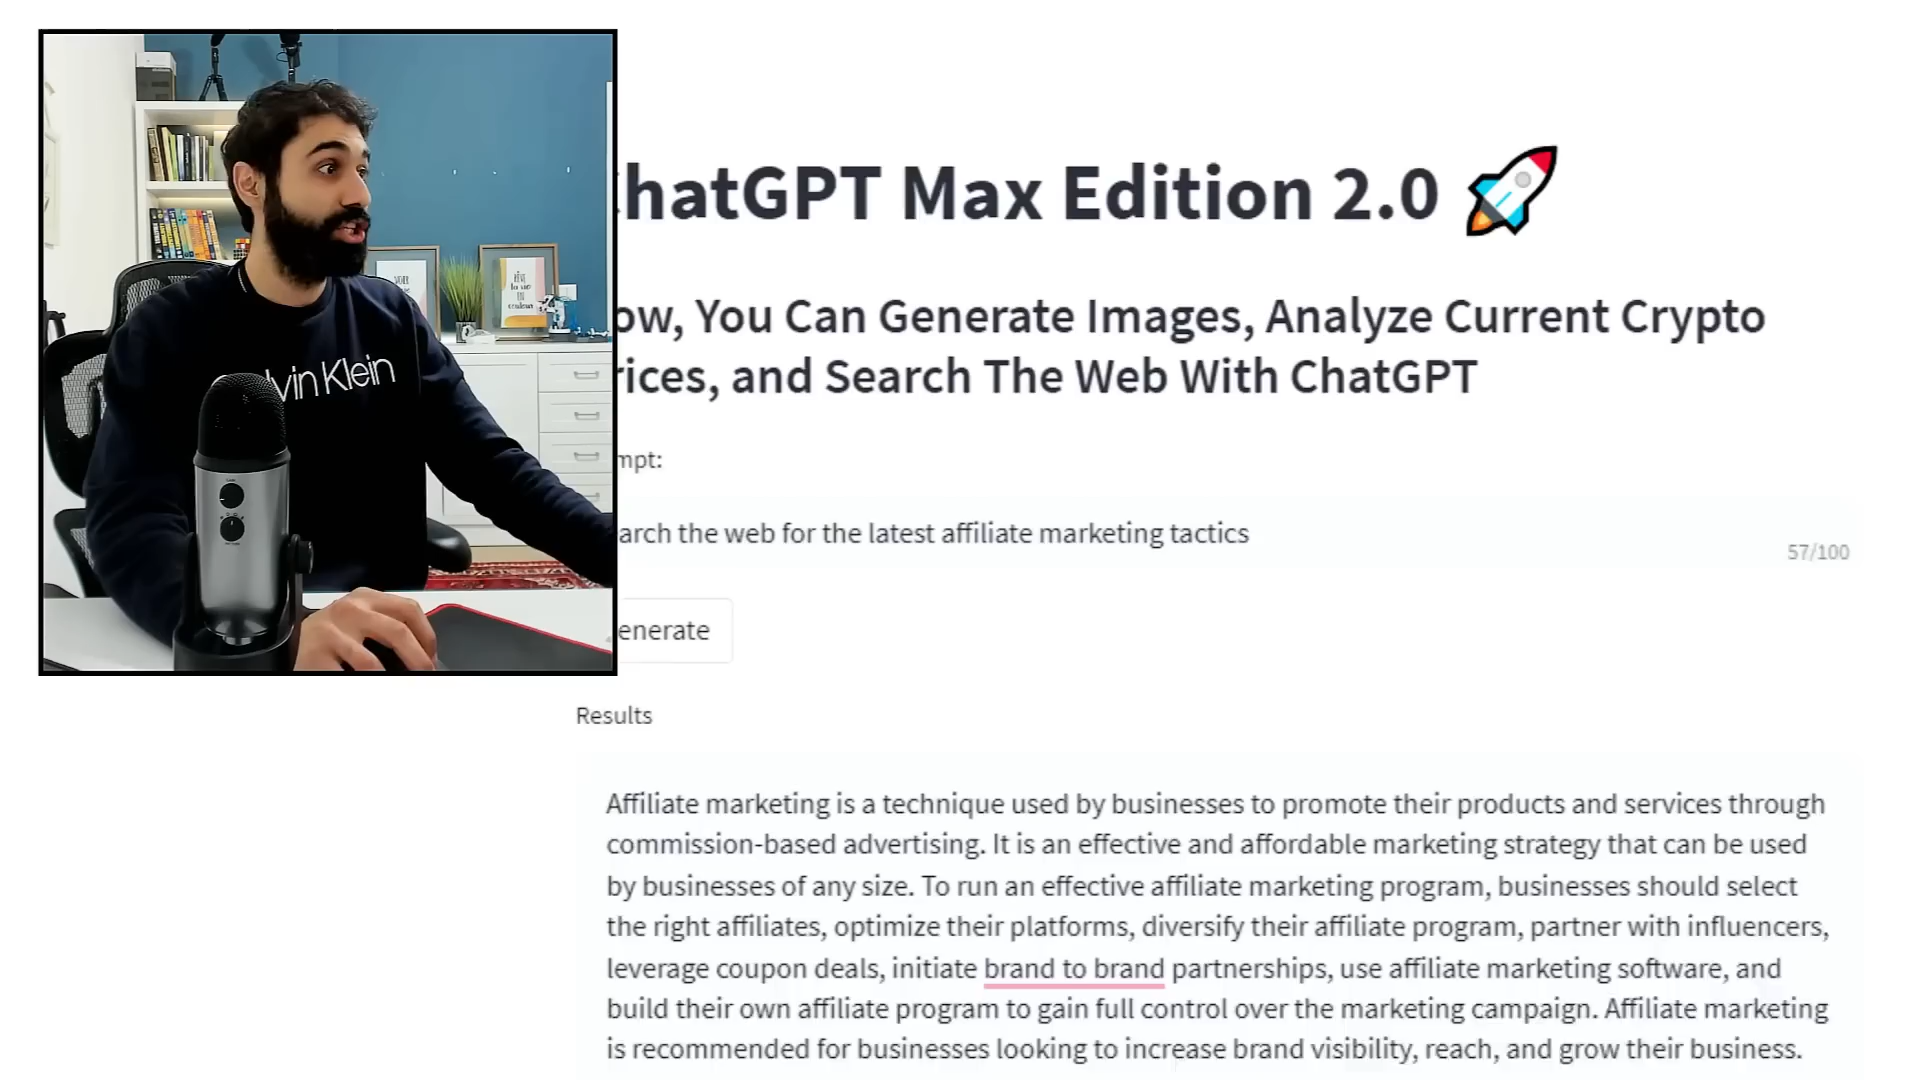 hatGPT Max Edition 2.0
ow, You Can Generate Images, Analyze Current Crypto
rices, and Search The Web With ChatGPT
mpt:
arch the web for the latest affiliate marketing tactics
57/100
enerate
Results
Affiliate marketing is a technique used by businesses to promote their products and services through
commission-based advertising. It is an effective and affordable marketing strategy that can be used
by businesses of any size. To run an effective affiliate marketing program, businesses should select
the right affiliates, optimize their platforms, diversify their affiliate program, partner with influencers,
leverage coupon deals, initiate brand to brand partnerships, use affiliate marketing software, and
build their own affiliate program to gain full control over the marketing campaign. Affiliate marketing
is recommended for businesses looking to increase brand visibility, reach, and grow their business.
vin Klein